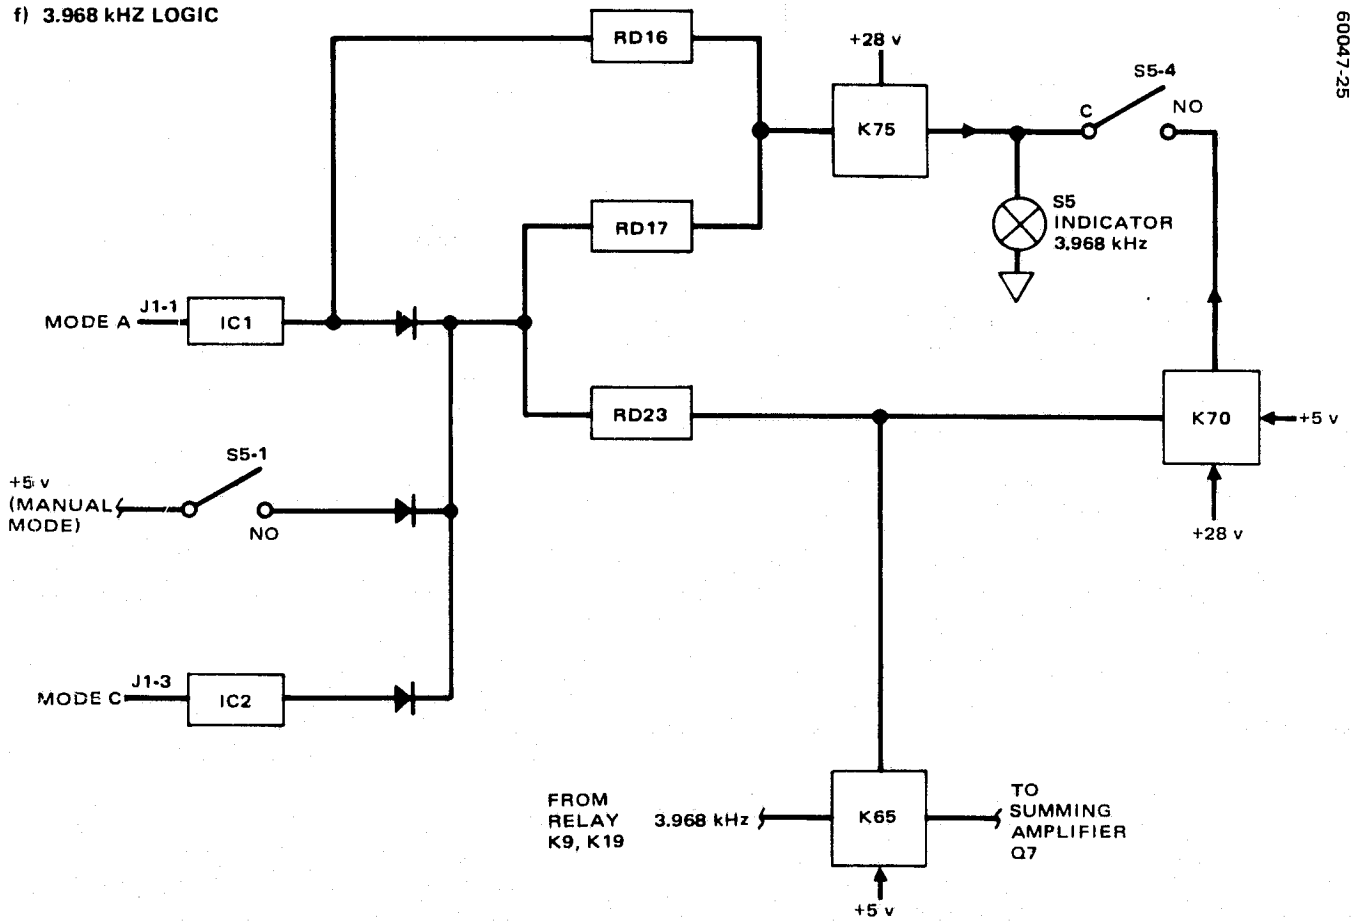 f) 3.968 kHZ LOGIC
60047-25
RD16
+28 v
S5-4
C
NO
K75
S5
INDICATOR
3.968 kHz
RD17
MODE A
J1-1
IC1
RD23
K70
+5 v
+28 v
S5-1
+5 v
(MANUAL
MODE)
NO
MODE C
J1-3
IC2
FROM
RELAY
K9, K19
3.968 kHz
K65
TO
SUMMING
AMPLIFIER
Q7
+5 v